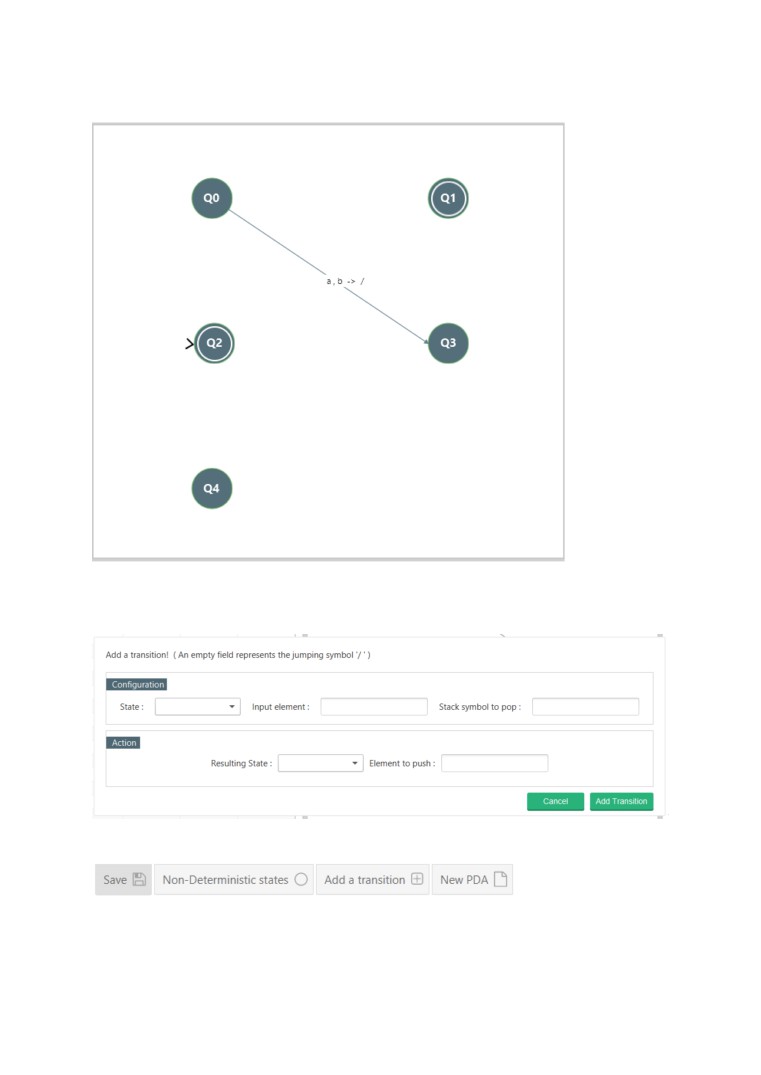 Q0
Q1
a , b -> /
Q2
Q3
Q4
Add a transition! ( An empty field represents the jumping symbol '/ ' )
Configuration
State : Input element : Stack symbol to pop :
Action
Resulting State : Element to push :
Cancel Add Transition
Save Non-Deterministic states Add a transition New PDA